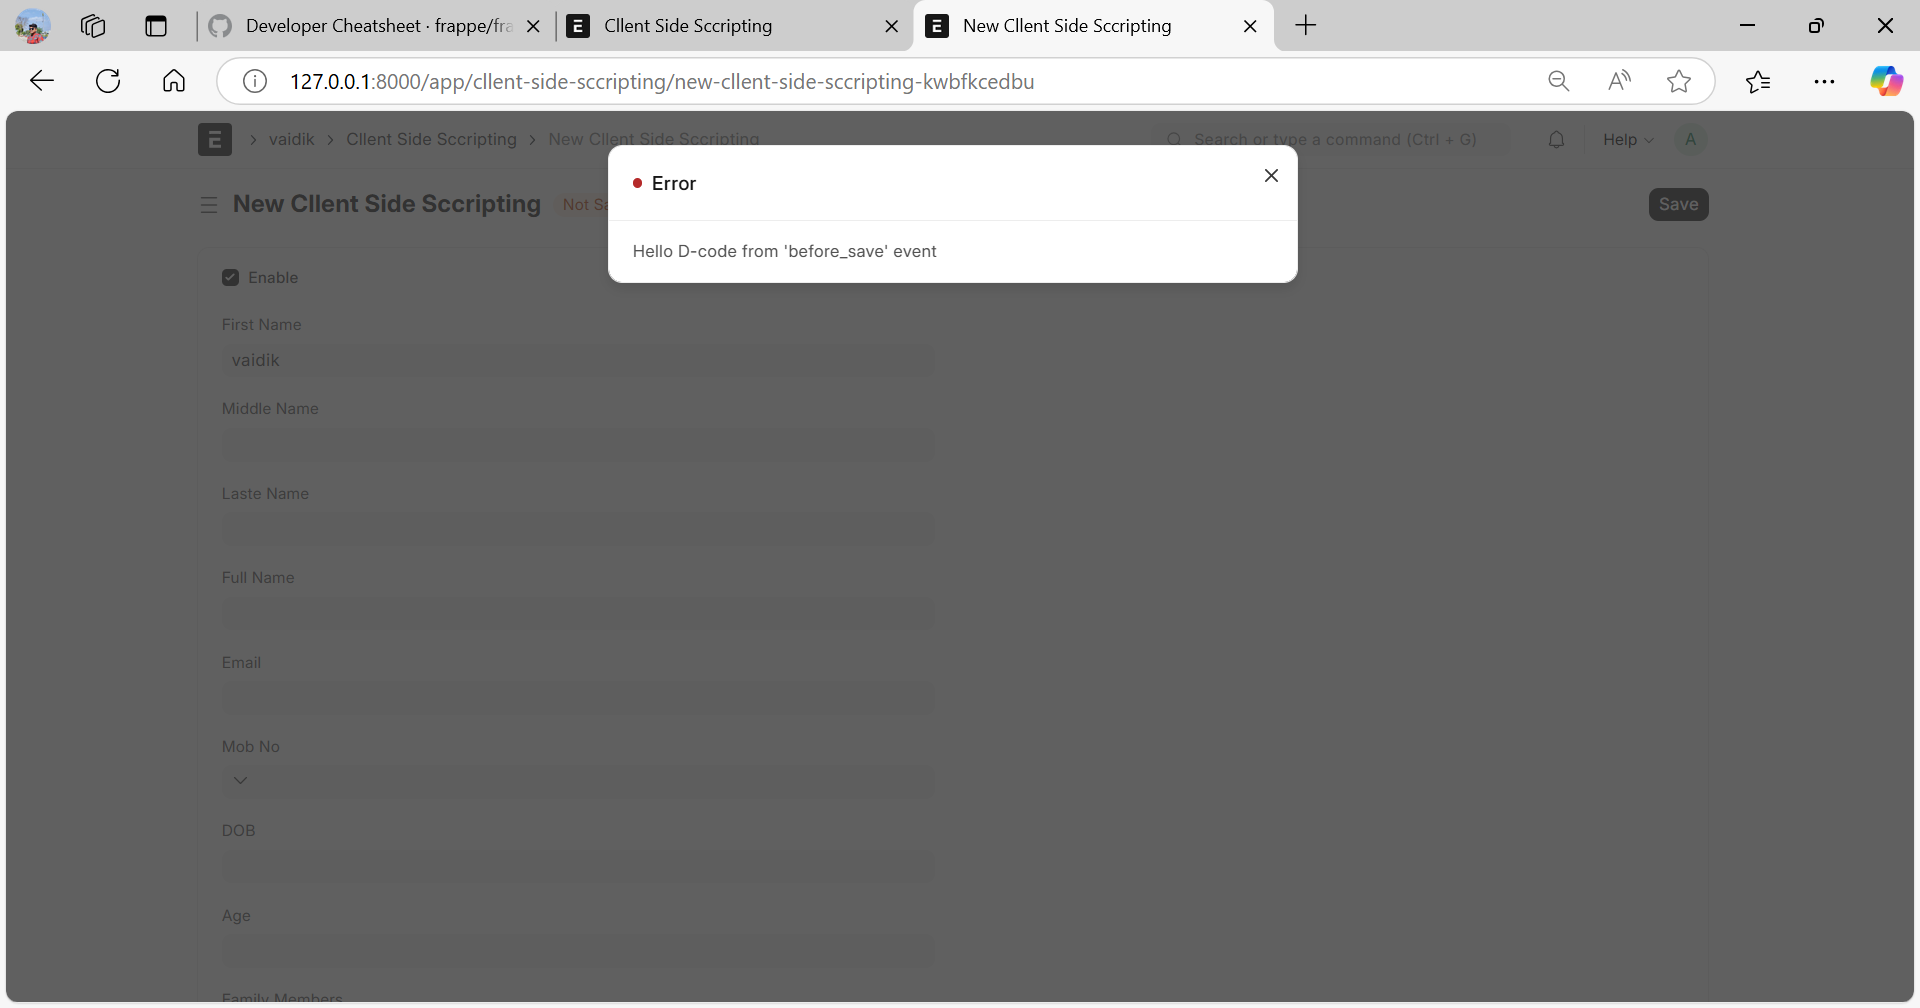 Developer Cheatsheet · frappe/fra
Cllent Side Sccripting
New Cllent Side Sccripting
127.0.0.1:8000/app/cllent-side-sccripting/new-cllent-side-sccripting-kwbfkcedbu
E > vaidik > Cllent Side Sccripting > New Cllent Side Sccripting
Search or type a command (Ctrl + G)
Help
A
New Cllent Side Sccripting
Not Sa
Save
Error
Hello D-code from 'before_save' event
Enable
First Name
vaidik
Middle Name
Laste Name
Full Name
Email
Mob No
DOB
Age
Family Members